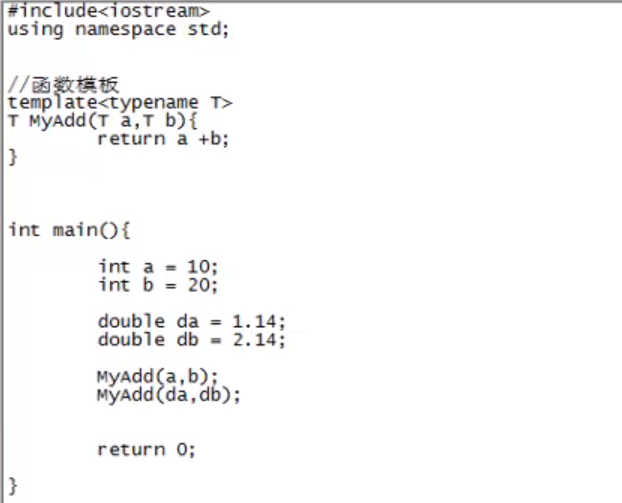 #include<iostream>
using namespace std;
//函数模板
template<typename T>
T MyAdd(T a,T b){
return a +b;
}
int main(){
int a = 10;
int b = 20;
double da = 1.14;
double db = 2.14;
MyAdd(a,b);
MyAdd(da,db);
return 0;
}